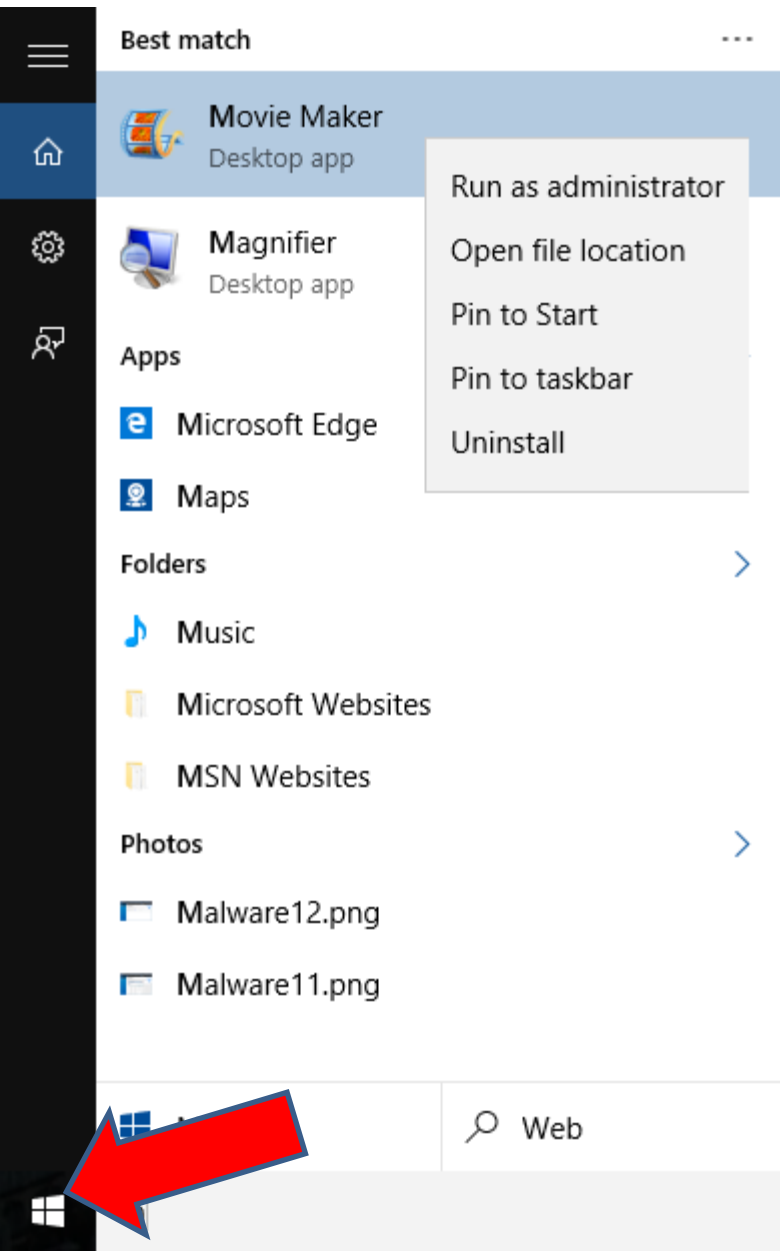 Best match
Movie Maker
Desktop app
Run as administrator
Open file location
Pin to Start
Pin to taskbar
Uninstall
Magnifier
Desktop app
Apps
Microsoft Edge
Maps
Folders
Music
Microsoft Websites
MSN Websites
Photos
Malware12.png
Malware11.png
Web